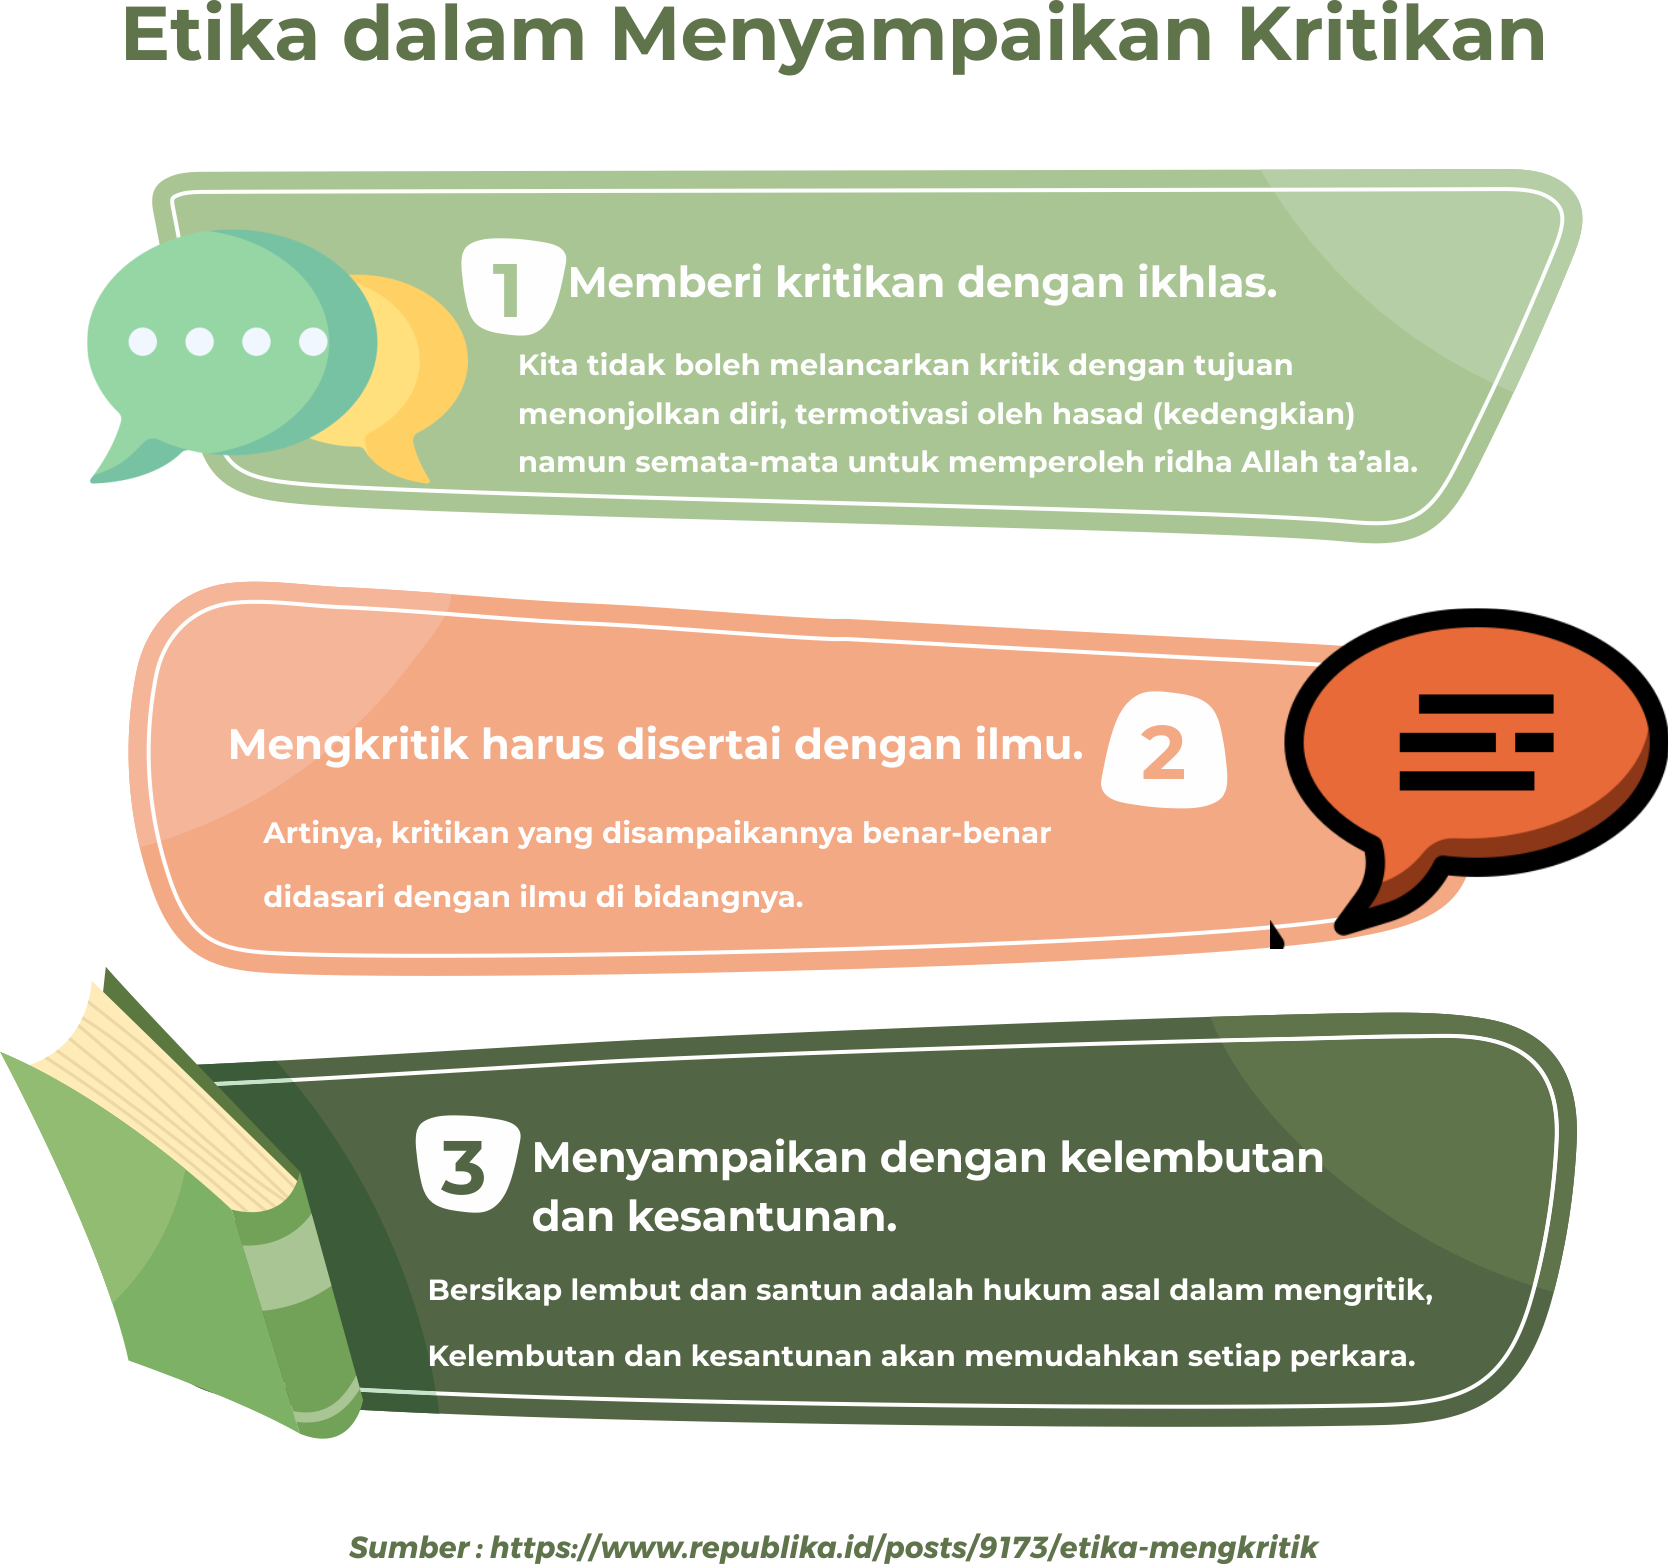 Etika dalam Menyampaikan Kritikan
1
Memberi kritikan dengan ikhlas.
Kita tidak boleh melancarkan kritik dengan tujuan
menonjolkan diri, termotivasi oleh hasad (kedengkian)
namun semata-mata untuk memperoleh ridha Allah ta’ala.
Mengkritik harus disertai dengan ilmu.
2
Artinya, kritikan yang disampaikannya benar-benar
didasari dengan ilmu di bidangnya.
3
Menyampaikan dengan kelembutan
dan kesantunan.
Bersikap lembut dan santun adalah hukum asal dalam mengritik,
Kelembutan dan kesantunan akan memudahkan setiap perkara.
Sumber : https://www.republika.id/posts/9173/etika-mengkritik